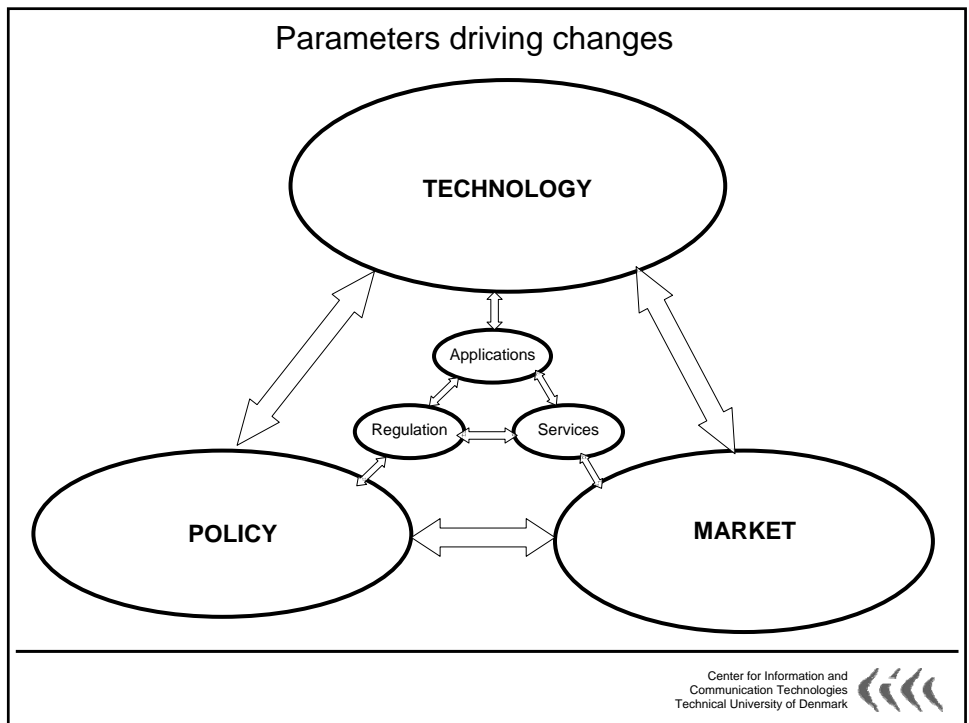 Parameters driving changes
TECHNOLOGY
Applications
Regulation
Services
POLICY
MARKET
Center for Information and
Communication Technologies
Technical University of Denmark